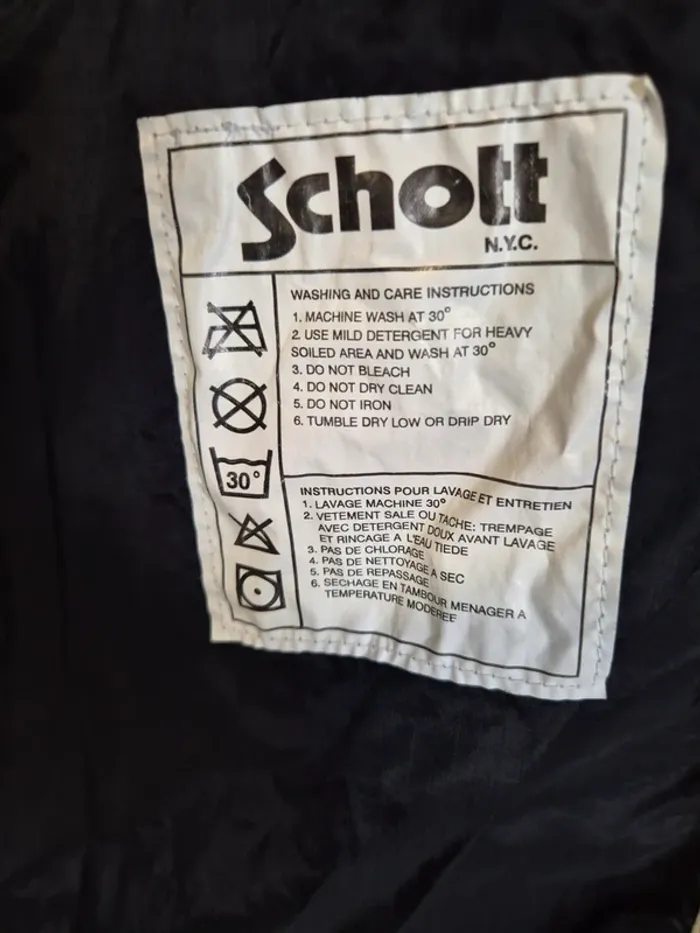 Schott
N.Y.C.
WASHING AND CARE INSTRUCTIONS
1. MACHINE WASH AT 30°
2. USE MILD DETERGENT FOR HEAVY
SOILED AREA AND WASH AT 30°
3. DO NOT BLEACH
4. DO NOT DRY CLEAN
5. DO NOT IRON
6. TUMBLE DRY LOW OR DRIP DRY
30°
INSTRUCTIONS POUR LAVAGE ET ENTRETIEN
1. LAVAGE MACHINE 30°
2. VETEMENT SALE OU TACHE: TREMPAGE
AVEC DETERGENT DOUX AVANT LAVAGE
ET RINCAGE A L'EAU TIEDE
3. PAS DE CHLORAGE
4. PAS DE NETTOYAGE A SEC
5. PAS DE REPASSAGE
6. SECHAGE EN TAMBOUR MENAGER A
TEMPERATURE MODEREE